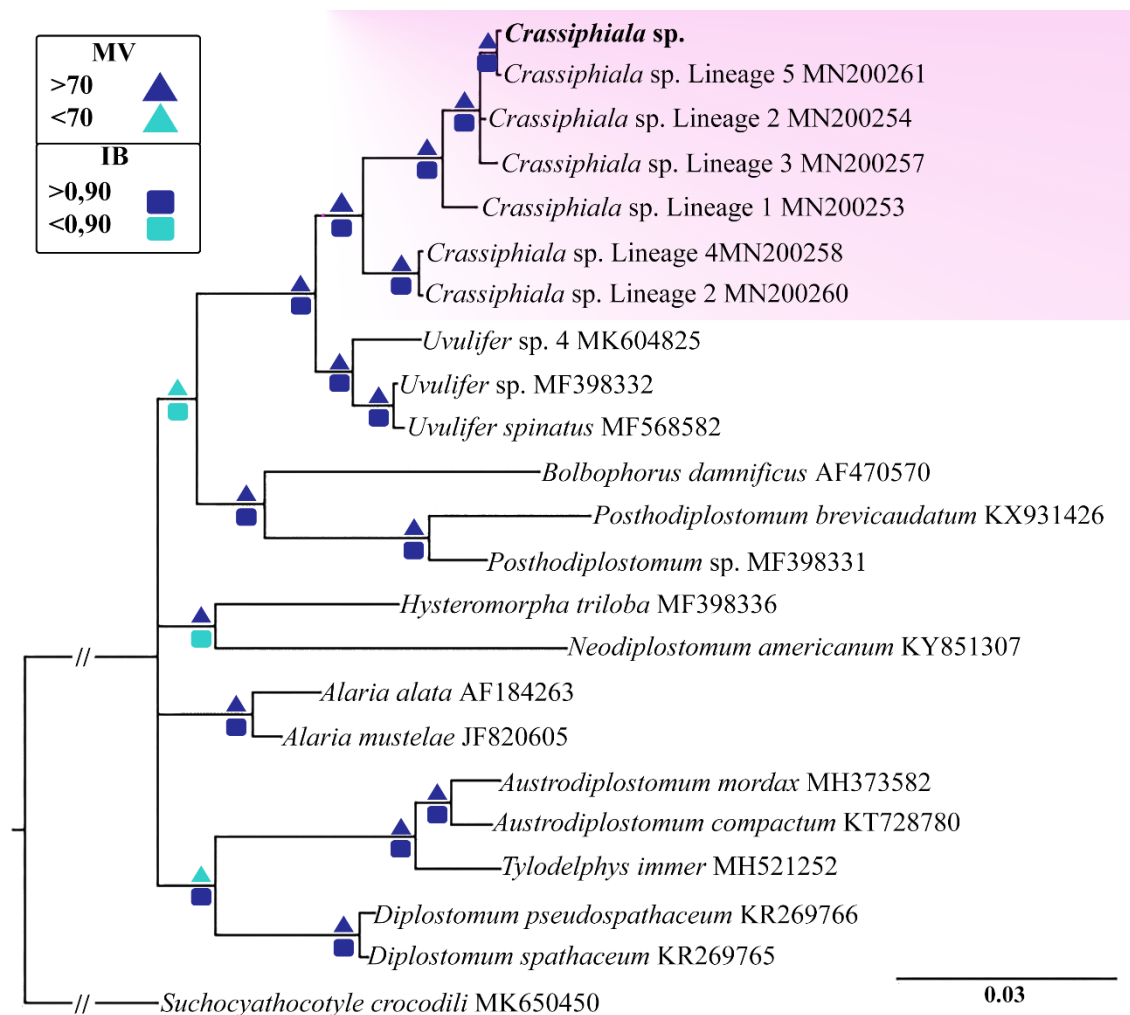 MV
>70
<70
IB
>0,90
<0,90
Crassiphiala sp.
Crassiphiala sp. Lineage 5 MN200261
Crassiphiala sp. Lineage 2 MN200254
Crassiphiala sp. Lineage 3 MN200257
Crassiphiala sp. Lineage 1 MN200253
Crassiphiala sp. Lineage 4MN200258
Crassiphiala sp. Lineage 2 MN200260
Uvulifer sp. 4 MK604825
Uvulifer sp. MF398332
Uvulifer spinatus MF568582
Bolbophorus damnificus AF470570
Posthodiplostomum brevicaudatum KX931426
Posthodiplostomum sp. MF398331
Hysteromorpha triloba MF398336
Neodiplostomum americanum KY851307
//
Alaria alata AF184263
Alaria mustelae JF820605
Austrodiplostomum mordax MH373582
Austrodiplostomum compactum KT728780
Tylodelphys immer MH521252
Diplostomum pseudospathaceum KR269766
Diplostomum spathaceum KR269765
0.03
// Suchocyathocotyle crocodili MK650450